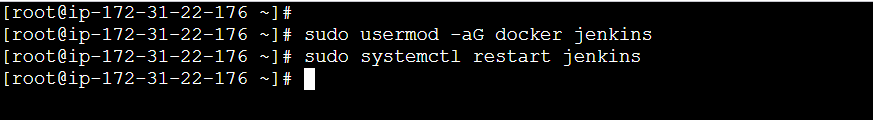 [root@ip-172-31-22-176 ~]#
[root@ip-172-31-22-176 ~]# sudo usermod -aG docker jenkins
[root@ip-172-31-22-176 ~]# sudo systemctl restart jenkins
[root@ip-172-31-22-176 ~]#